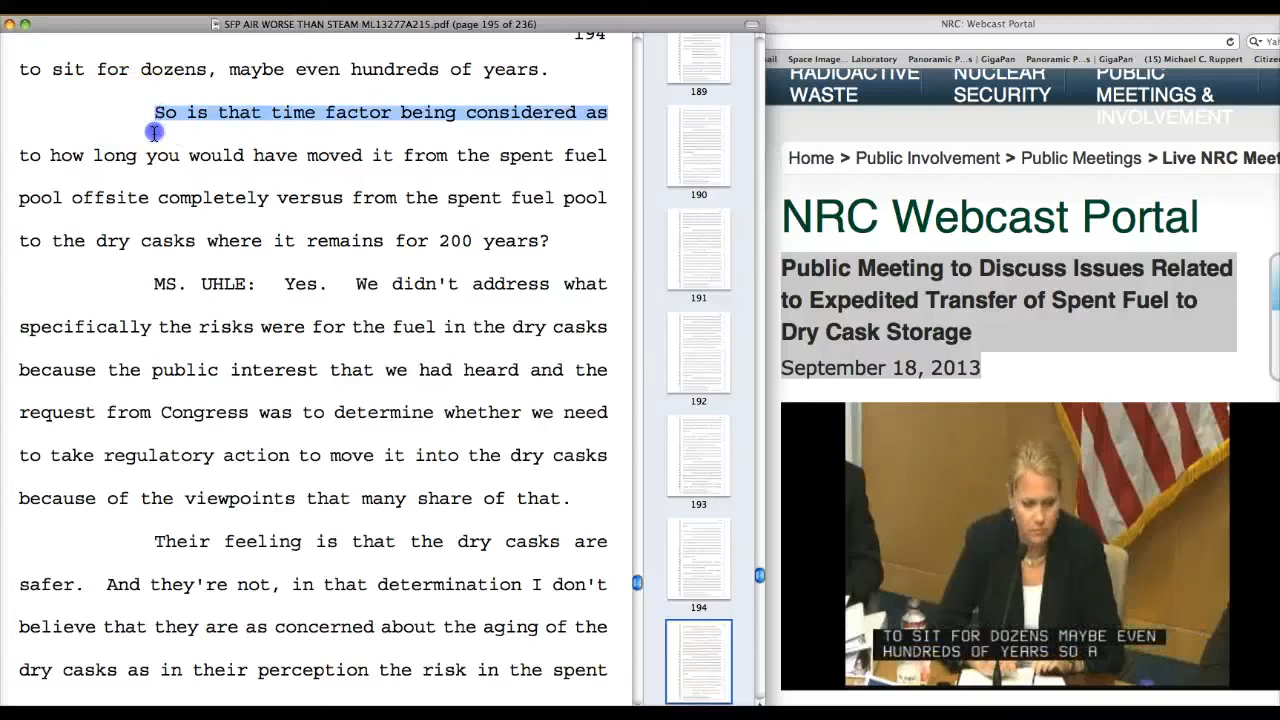 SFP AIR WORSE THAN STEAM ML13277A215.pdf (page 195 of 236)
194
to sit for dozens, maybe even hundreds of years.
So is that time factor being considered as
to how long you would have moved it from the spent fuel
pool offsite completely versus from the spent fuel pool
to the dry casks where it remains for 200 years?
MS. UHLE: Yes. We didn't address what
specifically the risks were for the fuel in the dry casks
because the public interest that we had heard and the
request from Congress was to determine whether we need
to take regulatory action to move it into the dry casks
because of the viewpoints that many share of that.
Their feeling is that the dry casks are
safer. And they're not, in that determination I don't
believe that they are as concerned about the aging of the
dry casks as in their perception the risk in the spent
189
190
191
192
193
194
NRC: Webcast Portal
Ya
ail Space Image... Laboratory Panoramic P...s | GigaPan Panoramic P...s | GigaPan (15) Michael C. Ruppert Citize
RADIOACTIVE WASTE
NUCLEAR SECURITY
PUBLIC MEETINGS & INVOLVEMENT
Home > Public Involvement > Public Meetings > Live NRC Meet
NRC Webcast Portal
Public Meeting to Discuss Issues Related
to Expedited Transfer of Spent Fuel to
Dry Cask Storage
September 18, 2013
TO SIT FOR DOZENS MAYBE EVEN
HUNDREDS OF YEARS SO A